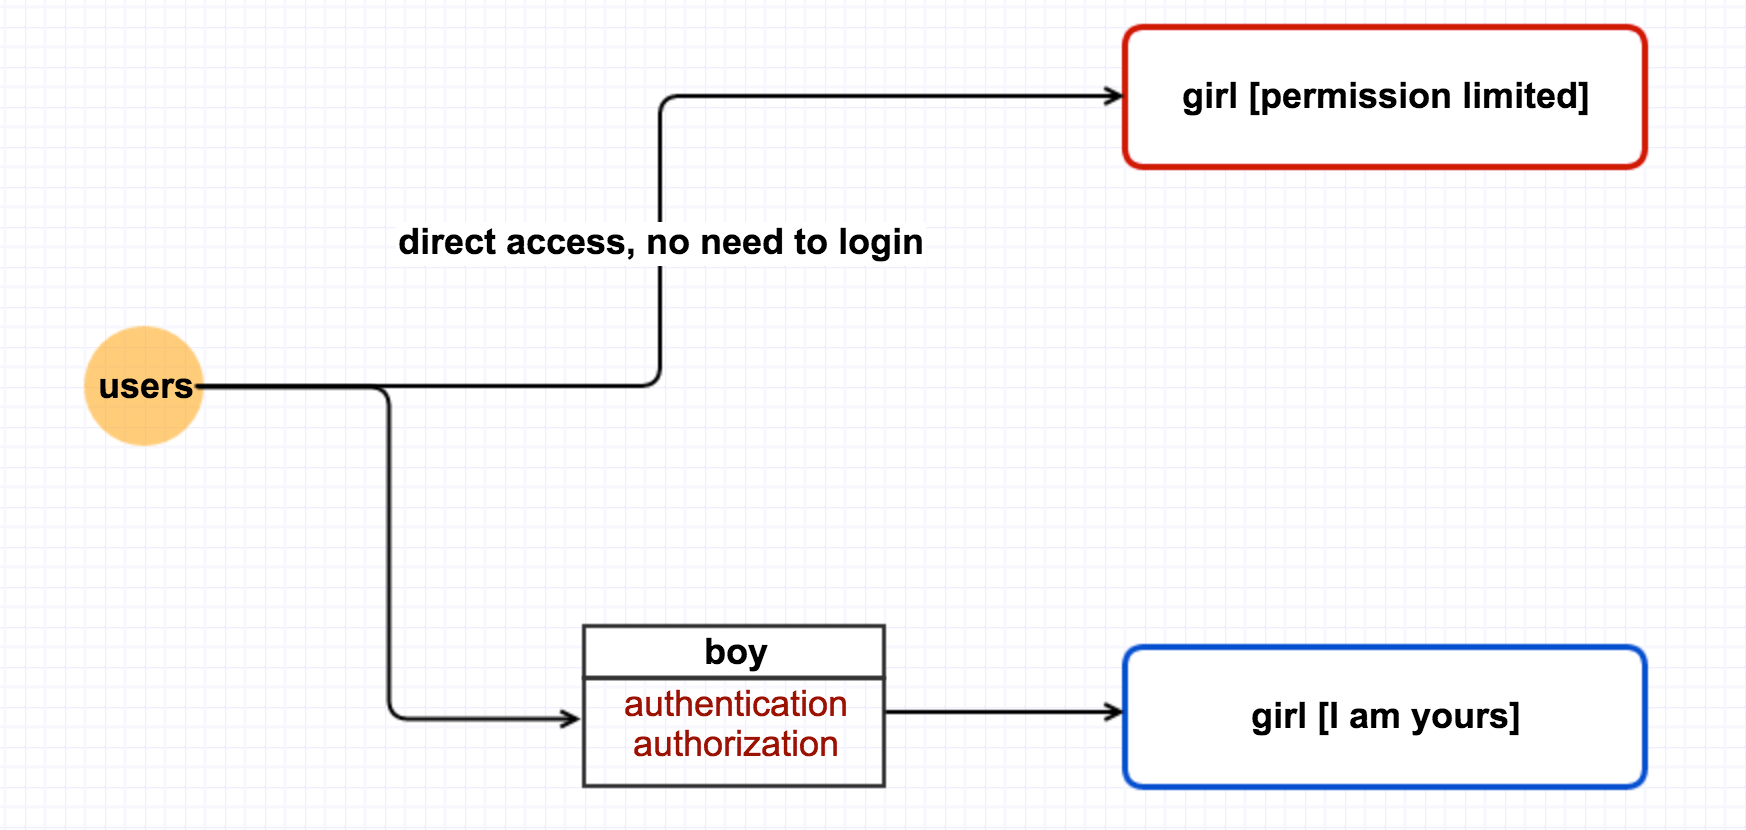 girl [permission limited]
direct access, no need to login
users
boy
authentication
authorization
girl [I am yours]